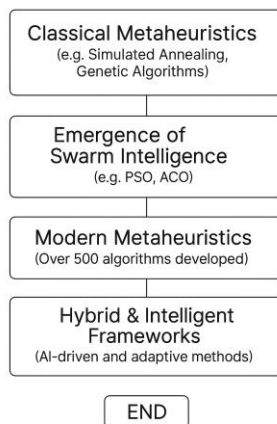 Classical Metaheuristics
(e.g. Simulated Annealing,
Genetic Algorithms)
Emergence of
Swarm Intelligence
(e.g. PSO, ACO)
Modern Metaheuristics
(Over 500 algorithms developed)
Hybrid & Intelligent
Frameworks
(AI-driven and adaptive methods)
END